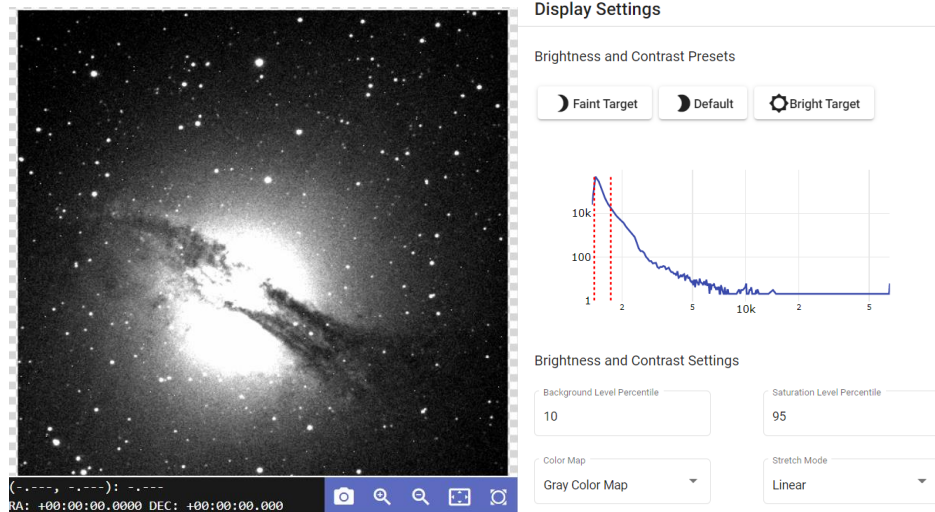 Display Settings
Brightness and Contrast Presets
Faint Target
Default
Bright Target
10k
100
1
2
5
10k
2
5
Brightness and Contrast Settings
Background Level Percentile
10
Saturation Level Percentile
95
Color Map
Gray Color Map
Stretch Mode
Linear
(-.---, -.---): -.---
RA: +00:00:00.0000 DEC: +00:00:00.000